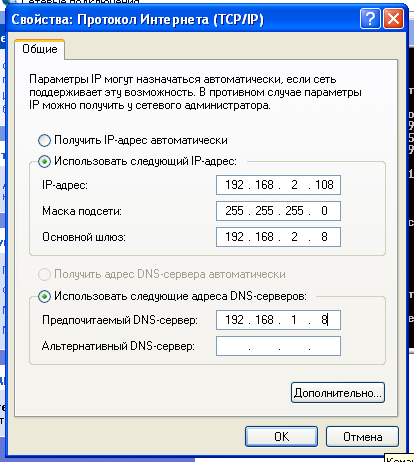 Сетевые подключения
Свойства: Протокол Интернета (TCP/IP)
Общие
Параметры IP могут назначаться автоматически, если сеть
поддерживает эту возможность. В противном случае параметры
IP можно получить у сетевого администратора.
Получить IP-адрес автоматически
Использовать следующий IP-адрес:
IP-адрес: 192 . 168 . 2 . 108
Маска подсети: 255 . 255 . 255 . 0
Основной шлюз: 192 . 168 . 2 . 8
Получить адрес DNS-сервера автоматически
Использовать следующие адреса DNS-серверов:
Предпочитаемый DNS-сервер: 192 . 168 . 1 . 8
Альтернативный DNS-сервер: . . .
Дополнительно...
OK
Отмена